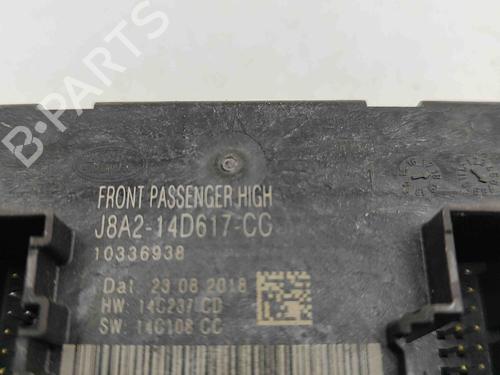 B-PARTS
FRONT PASSENGER HIGH
J8A2-14D617-CC
10336938
Dat: 23.08.2018
HW: 14C237 CD
SW: 14C108 CC